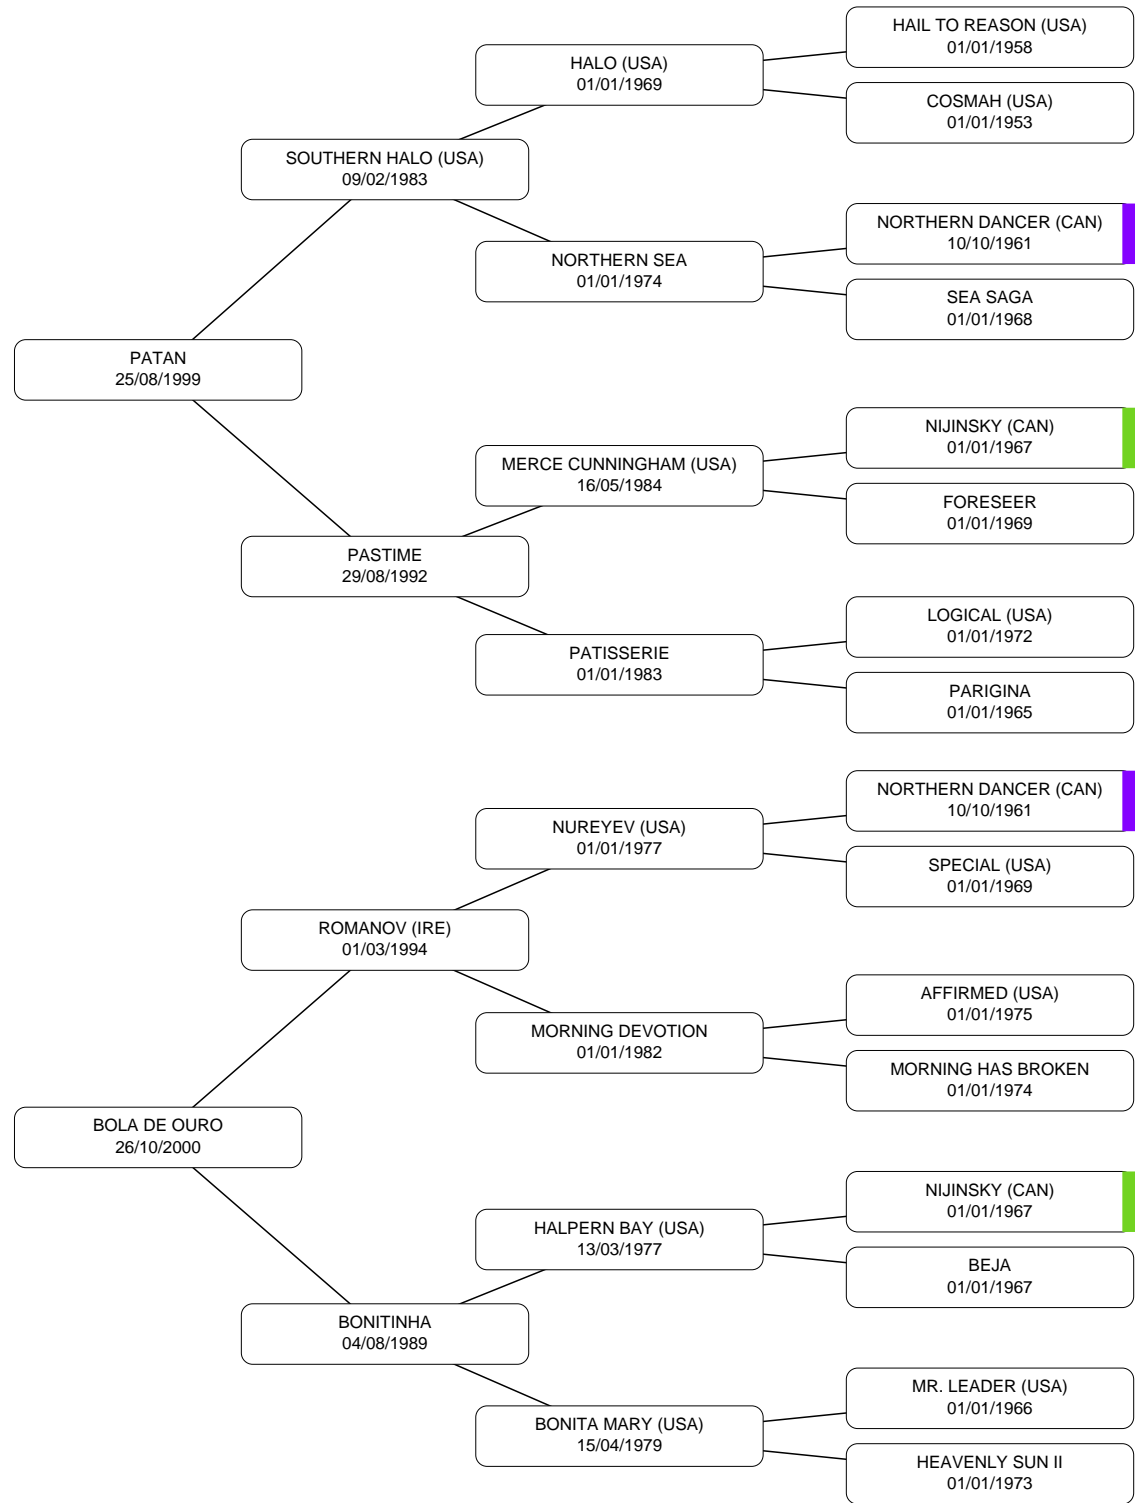 HAIL TO REASON (USA)
01/01/1958
HALO (USA)
01/01/1969
COSMAH (USA)
01/01/1953
SOUTHERN HALO (USA)
09/02/1983
NORTHERN DANCER (CAN)
10/10/1961
NORTHERN SEA
01/01/1974
SEA SAGA
01/01/1968
PATAN
25/08/1999
NIJINSKY (CAN)
01/01/1967
MERCE CUNNINGHAM (USA)
16/05/1984
FORESEER
01/01/1969
PASTIME
29/08/1992
LOGICAL (USA)
01/01/1972
PATISSERIE
01/01/1983
PARIGINA
01/01/1965
NORTHERN DANCER (CAN)
10/10/1961
NUREYEV (USA)
01/01/1977
SPECIAL (USA)
01/01/1969
ROMANOV (IRE)
01/03/1994
AFFIRMED (USA)
01/01/1975
MORNING DEVOTION
01/01/1982
MORNING HAS BROKEN
01/01/1974
BOLA DE OURO
26/10/2000
NIJINSKY (CAN)
01/01/1967
HALPERN BAY (USA)
13/03/1977
BEJA
01/01/1967
BONITINHA
04/08/1989
MR. LEADER (USA)
01/01/1966
BONITA MARY (USA)
15/04/1979
HEAVENLY SUN II
01/01/1973